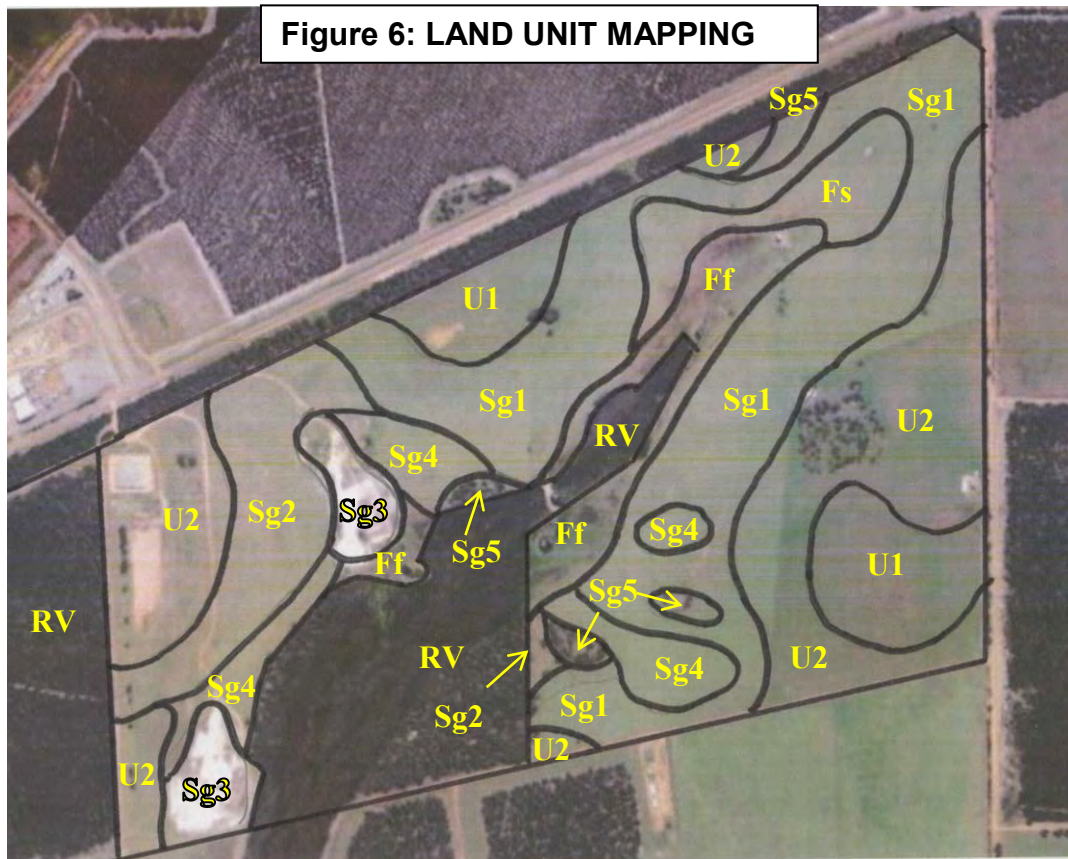 Figure 6: LAND UNIT MAPPING
Sg5
Sg1
U2
Fs
Ff
U1
Sg1
Sg1
U2
RV
Sg4
Sg2
Sg3
U2
Sg5
Ff
Ff
Sg4
U1
Sg5
RV
RV
U2
Sg4
Sg4
Sg2
Sg1
U2
U2
Sg3